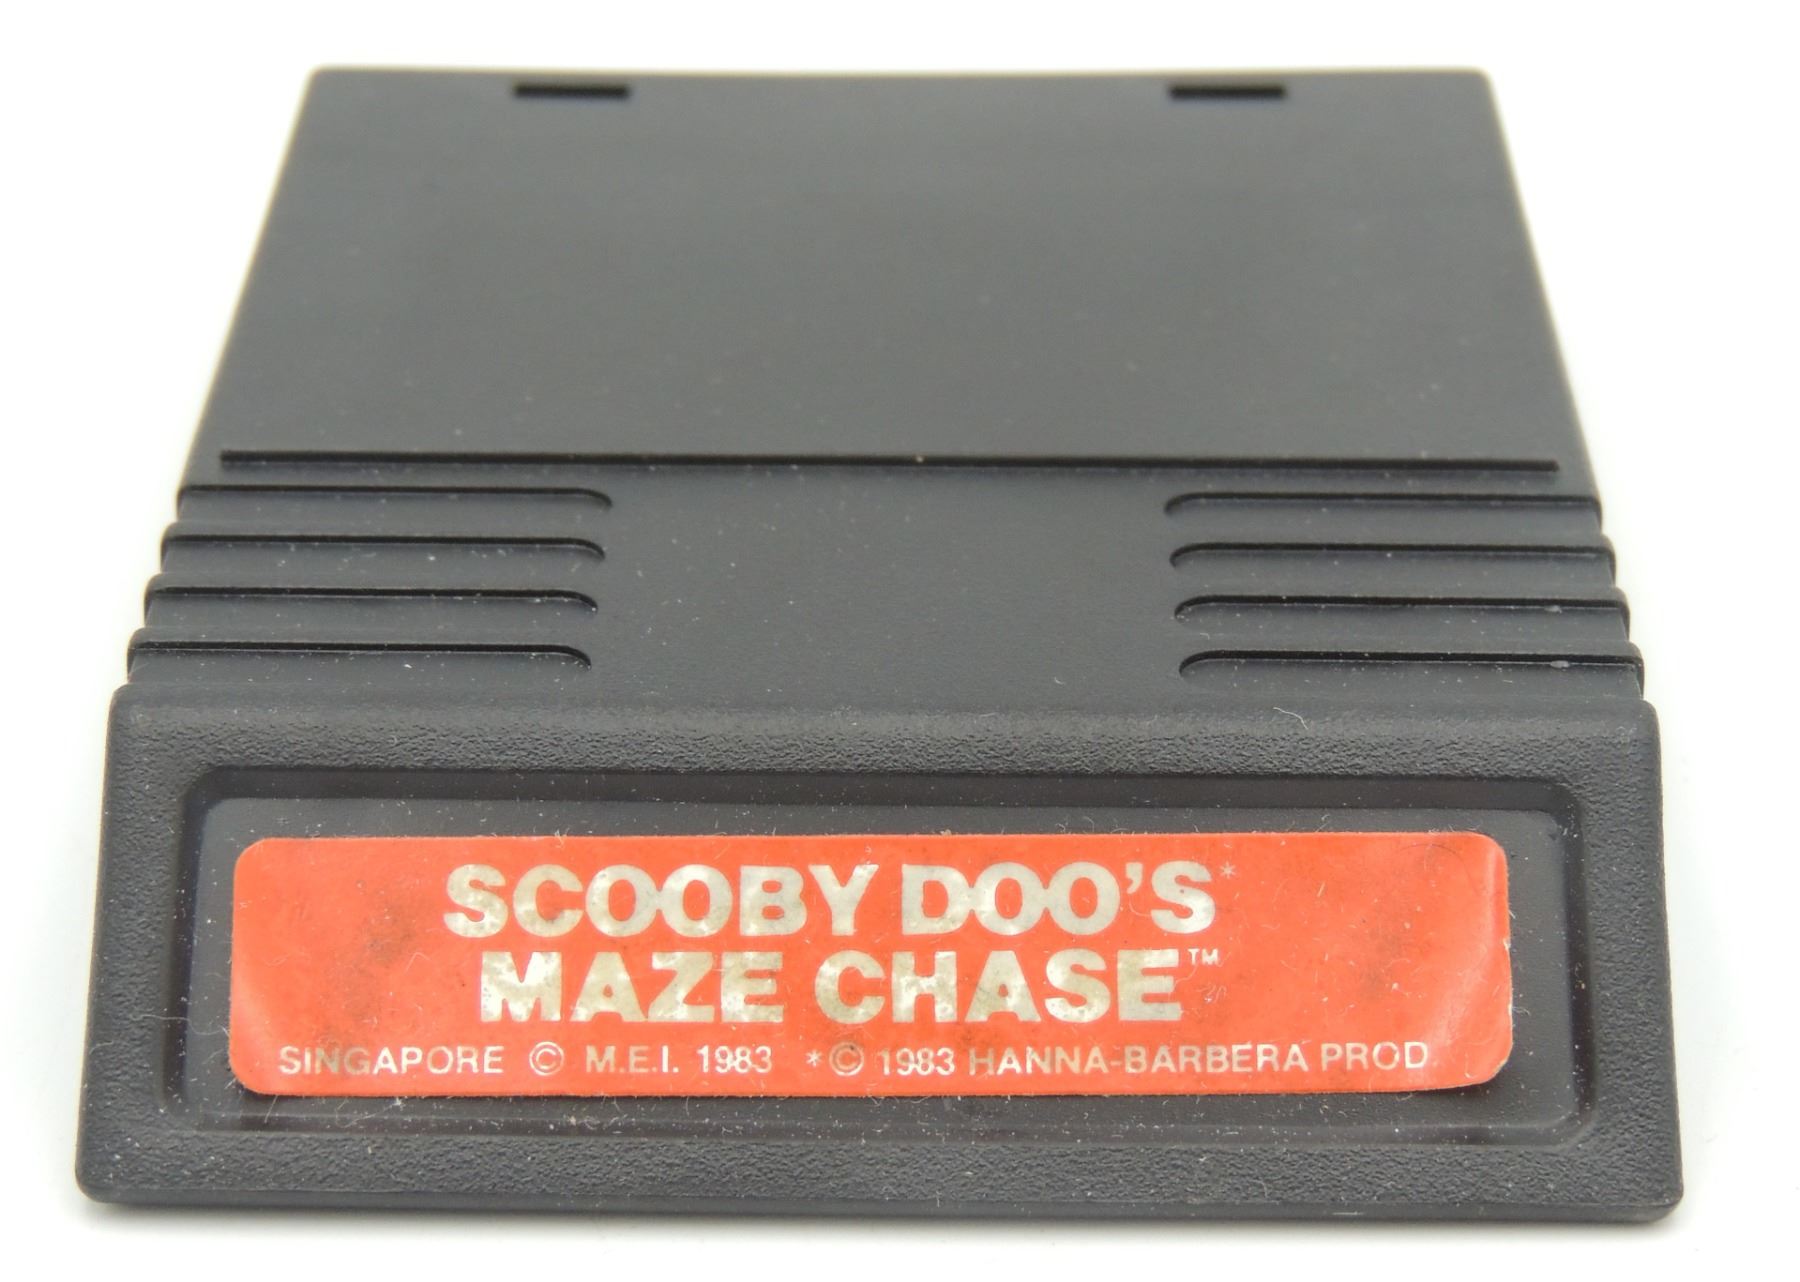 SCOOBY DOO'S*
MAZE CHASE™
SINGAPORE © M.E.I. 1983 *© 1983 HANNA-BARBERA PROD